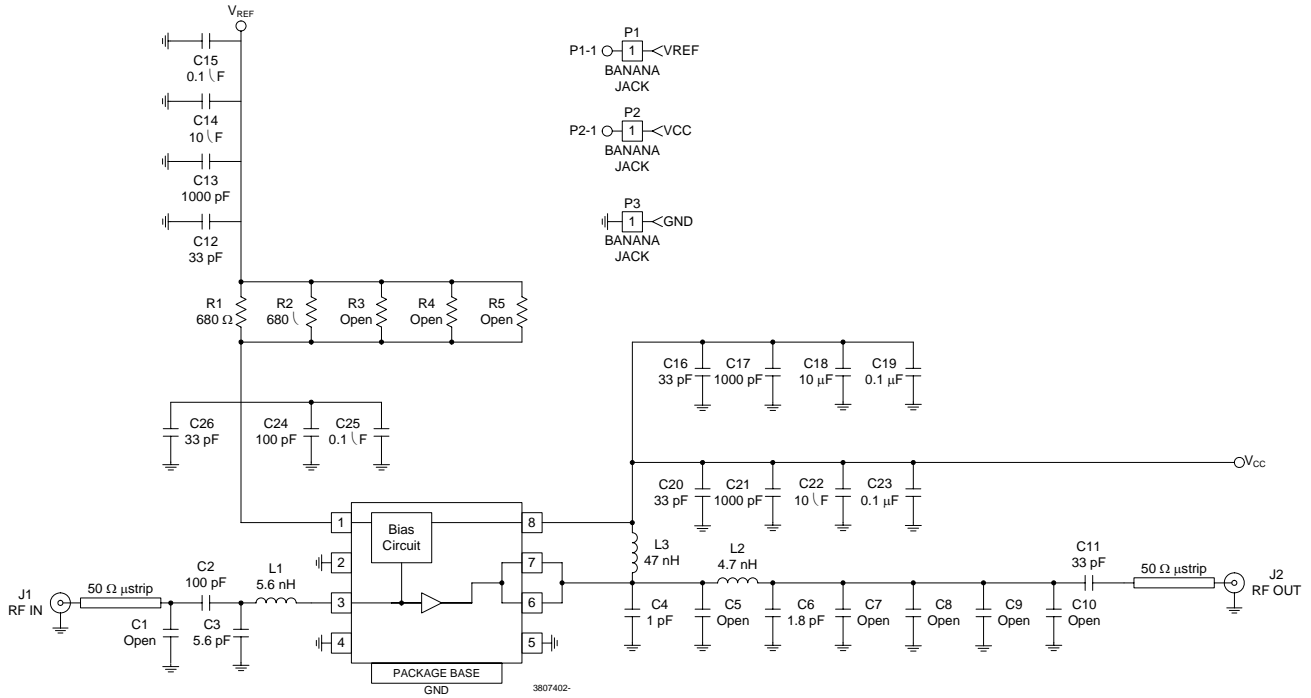 VREF
C15
0.1 \ F
C14
10 \ F
C13
1000 pF
C12
33 pF
P1
P1-1 1 VREF
BANANA
JACK
P2
P2-1 1 VCC
BANANA
JACK
P3
1 GND
BANANA
JACK
R1
680 Ω
R2
680 \
R3
Open
R4
Open
R5
Open
C16
33 pF
C17
1000 pF
C18
10 µF
C19
0.1 µF
C26
33 pF
C24
100 pF
C25
0.1 \ F
VCC
C20
33 pF
C21
1000 pF
C22
10 \ F
C23
0.1 µF
1
Bias
Circuit
8
2
7
3
6
4
5
PACKAGE BASE
GND
3807402-
J1
RF IN
50 Ω µstrip
C1
Open
C2
100 pF
C3
5.6 pF
L1
5.6 nH
L3
47 nH
L2
4.7 nH
C4
1 pF
C5
Open
C6
1.8 pF
C7
Open
C8
Open
C9
Open
C10
Open
C11
33 pF
50 Ω µstrip
J2
RF OUT